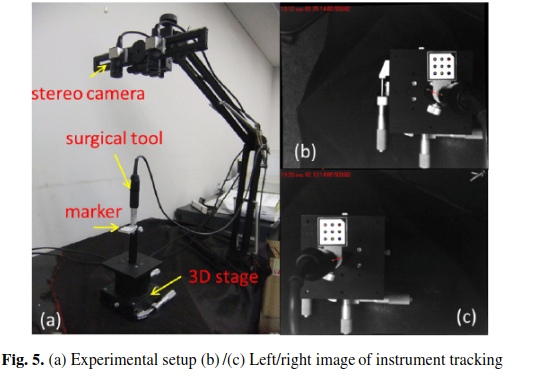 stereo camera
surgical tool
marker
3D stage
(a)
(b)
(c)
Fig. 5. (a) Experimental setup (b) /(c) Left/right image of instrument tracking